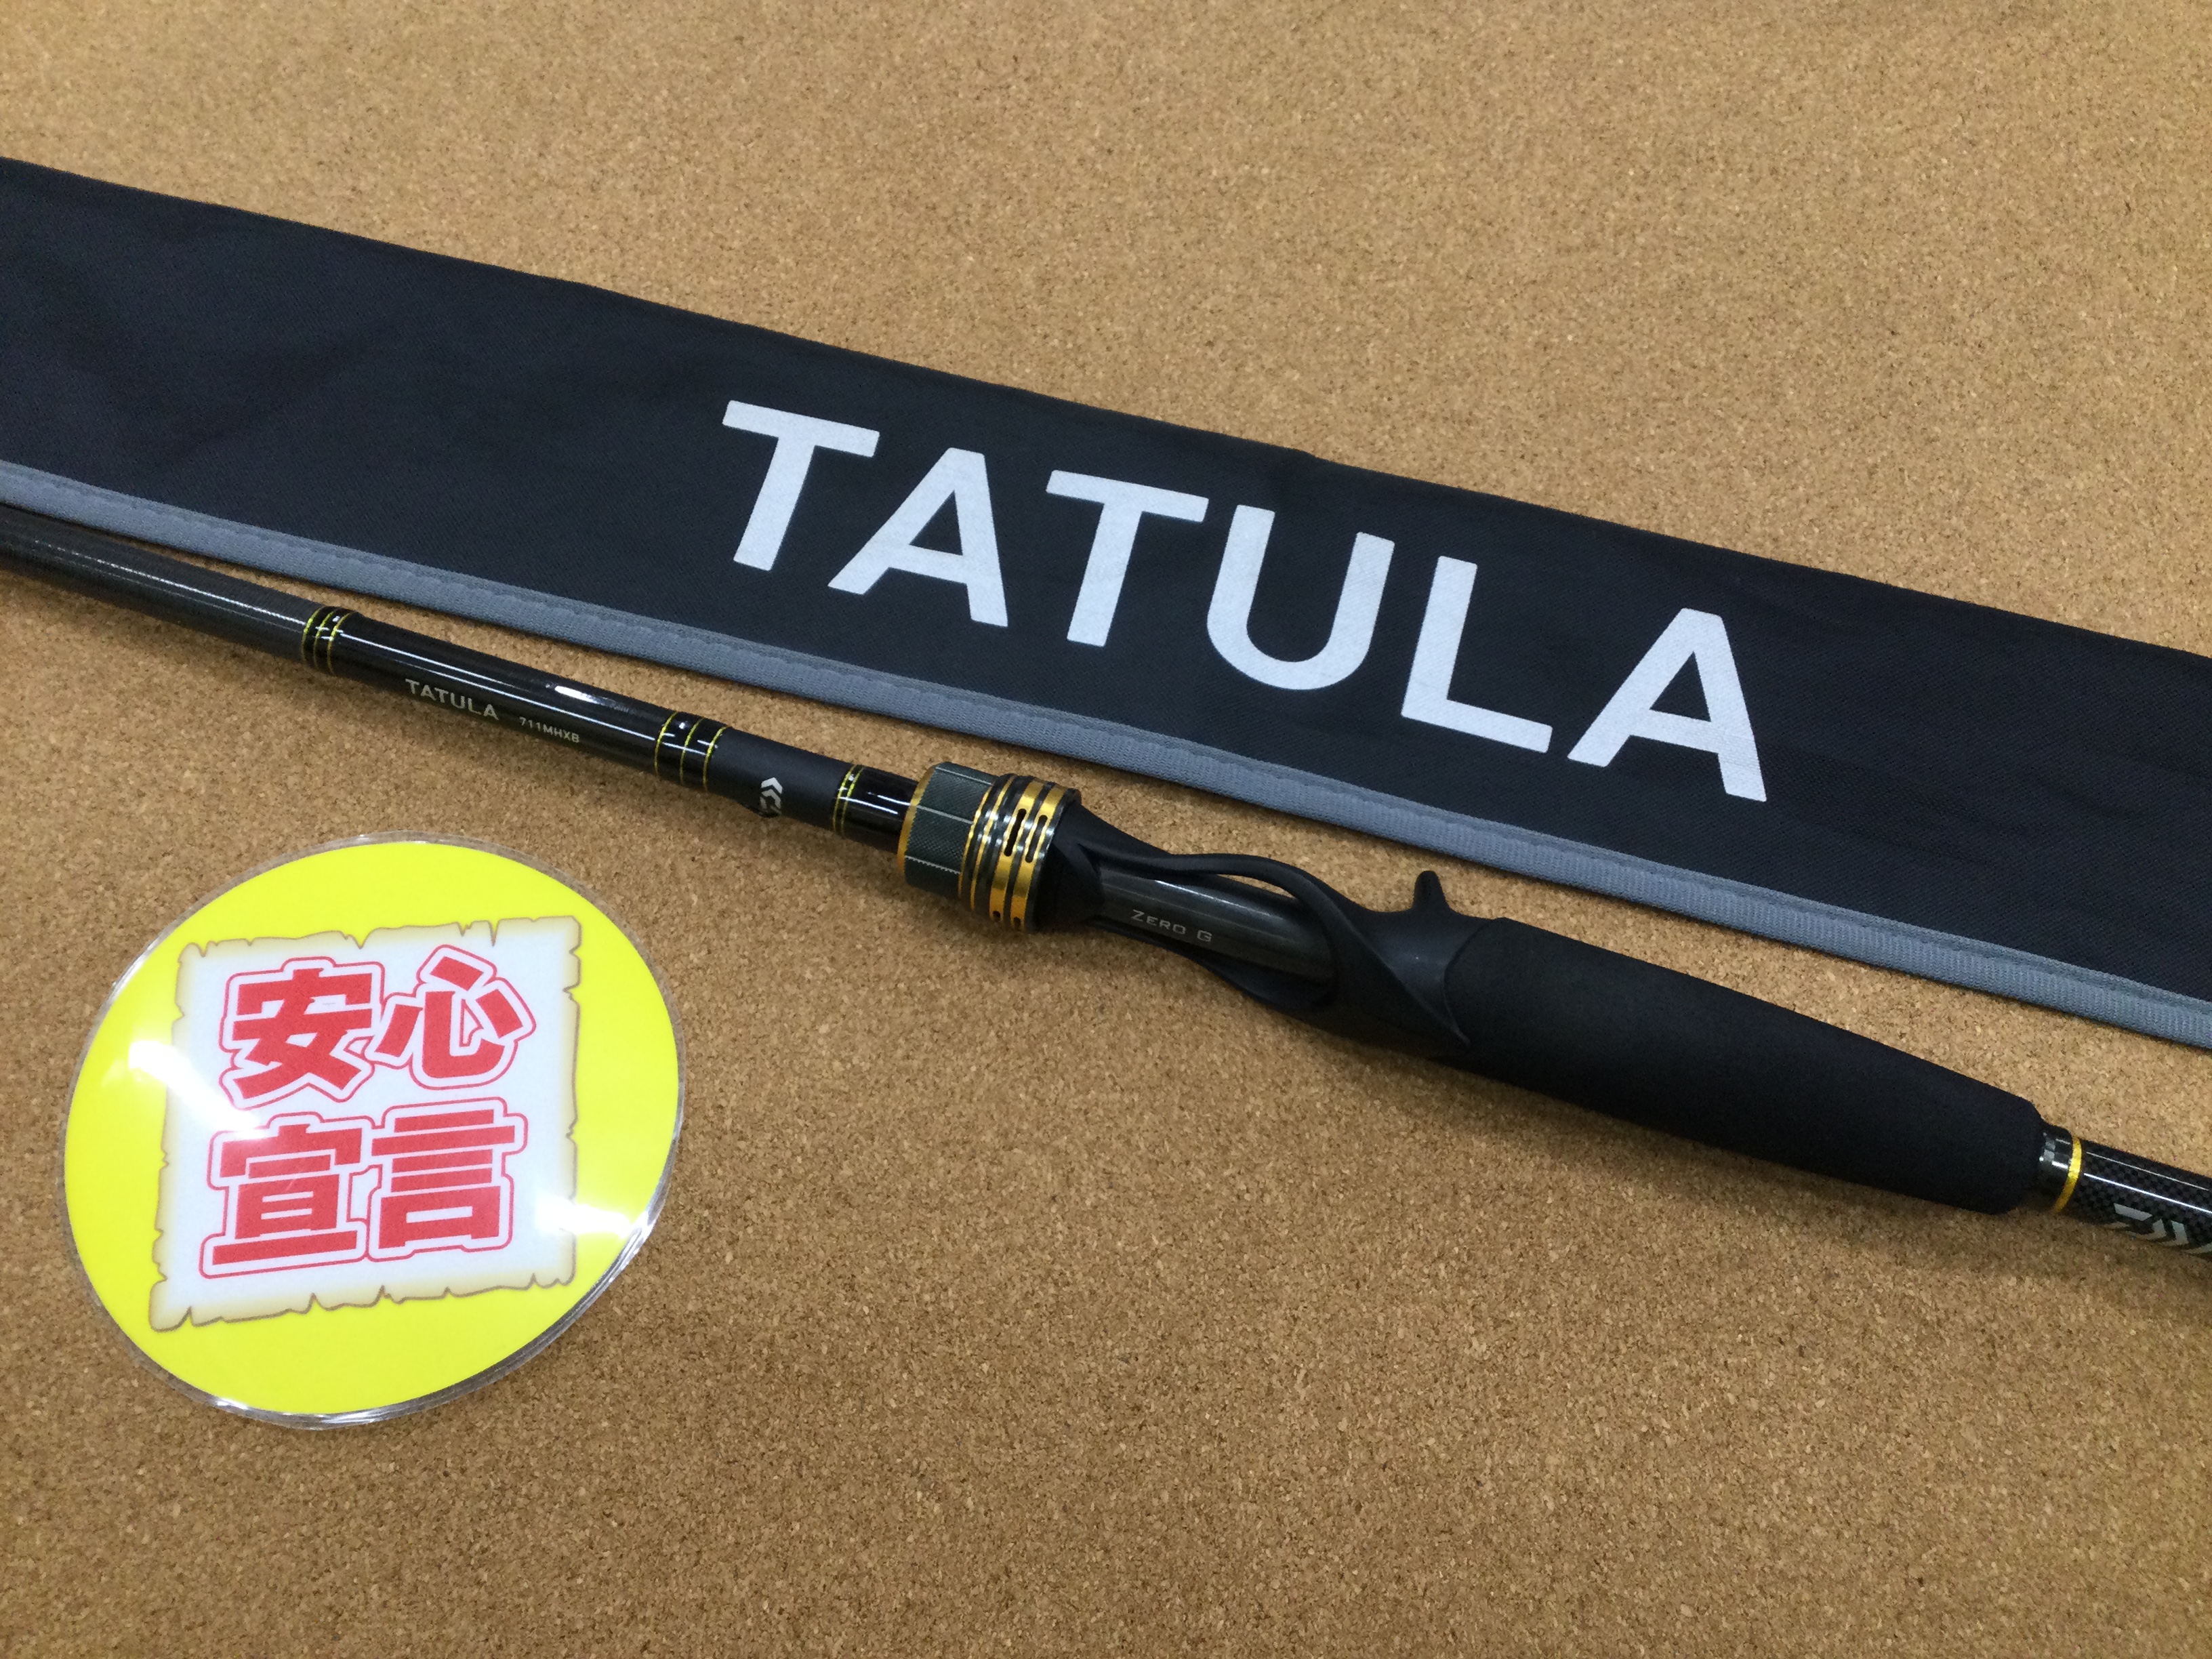 TATULA
TATULA 711MHXB
ZERO G
安心
宣言